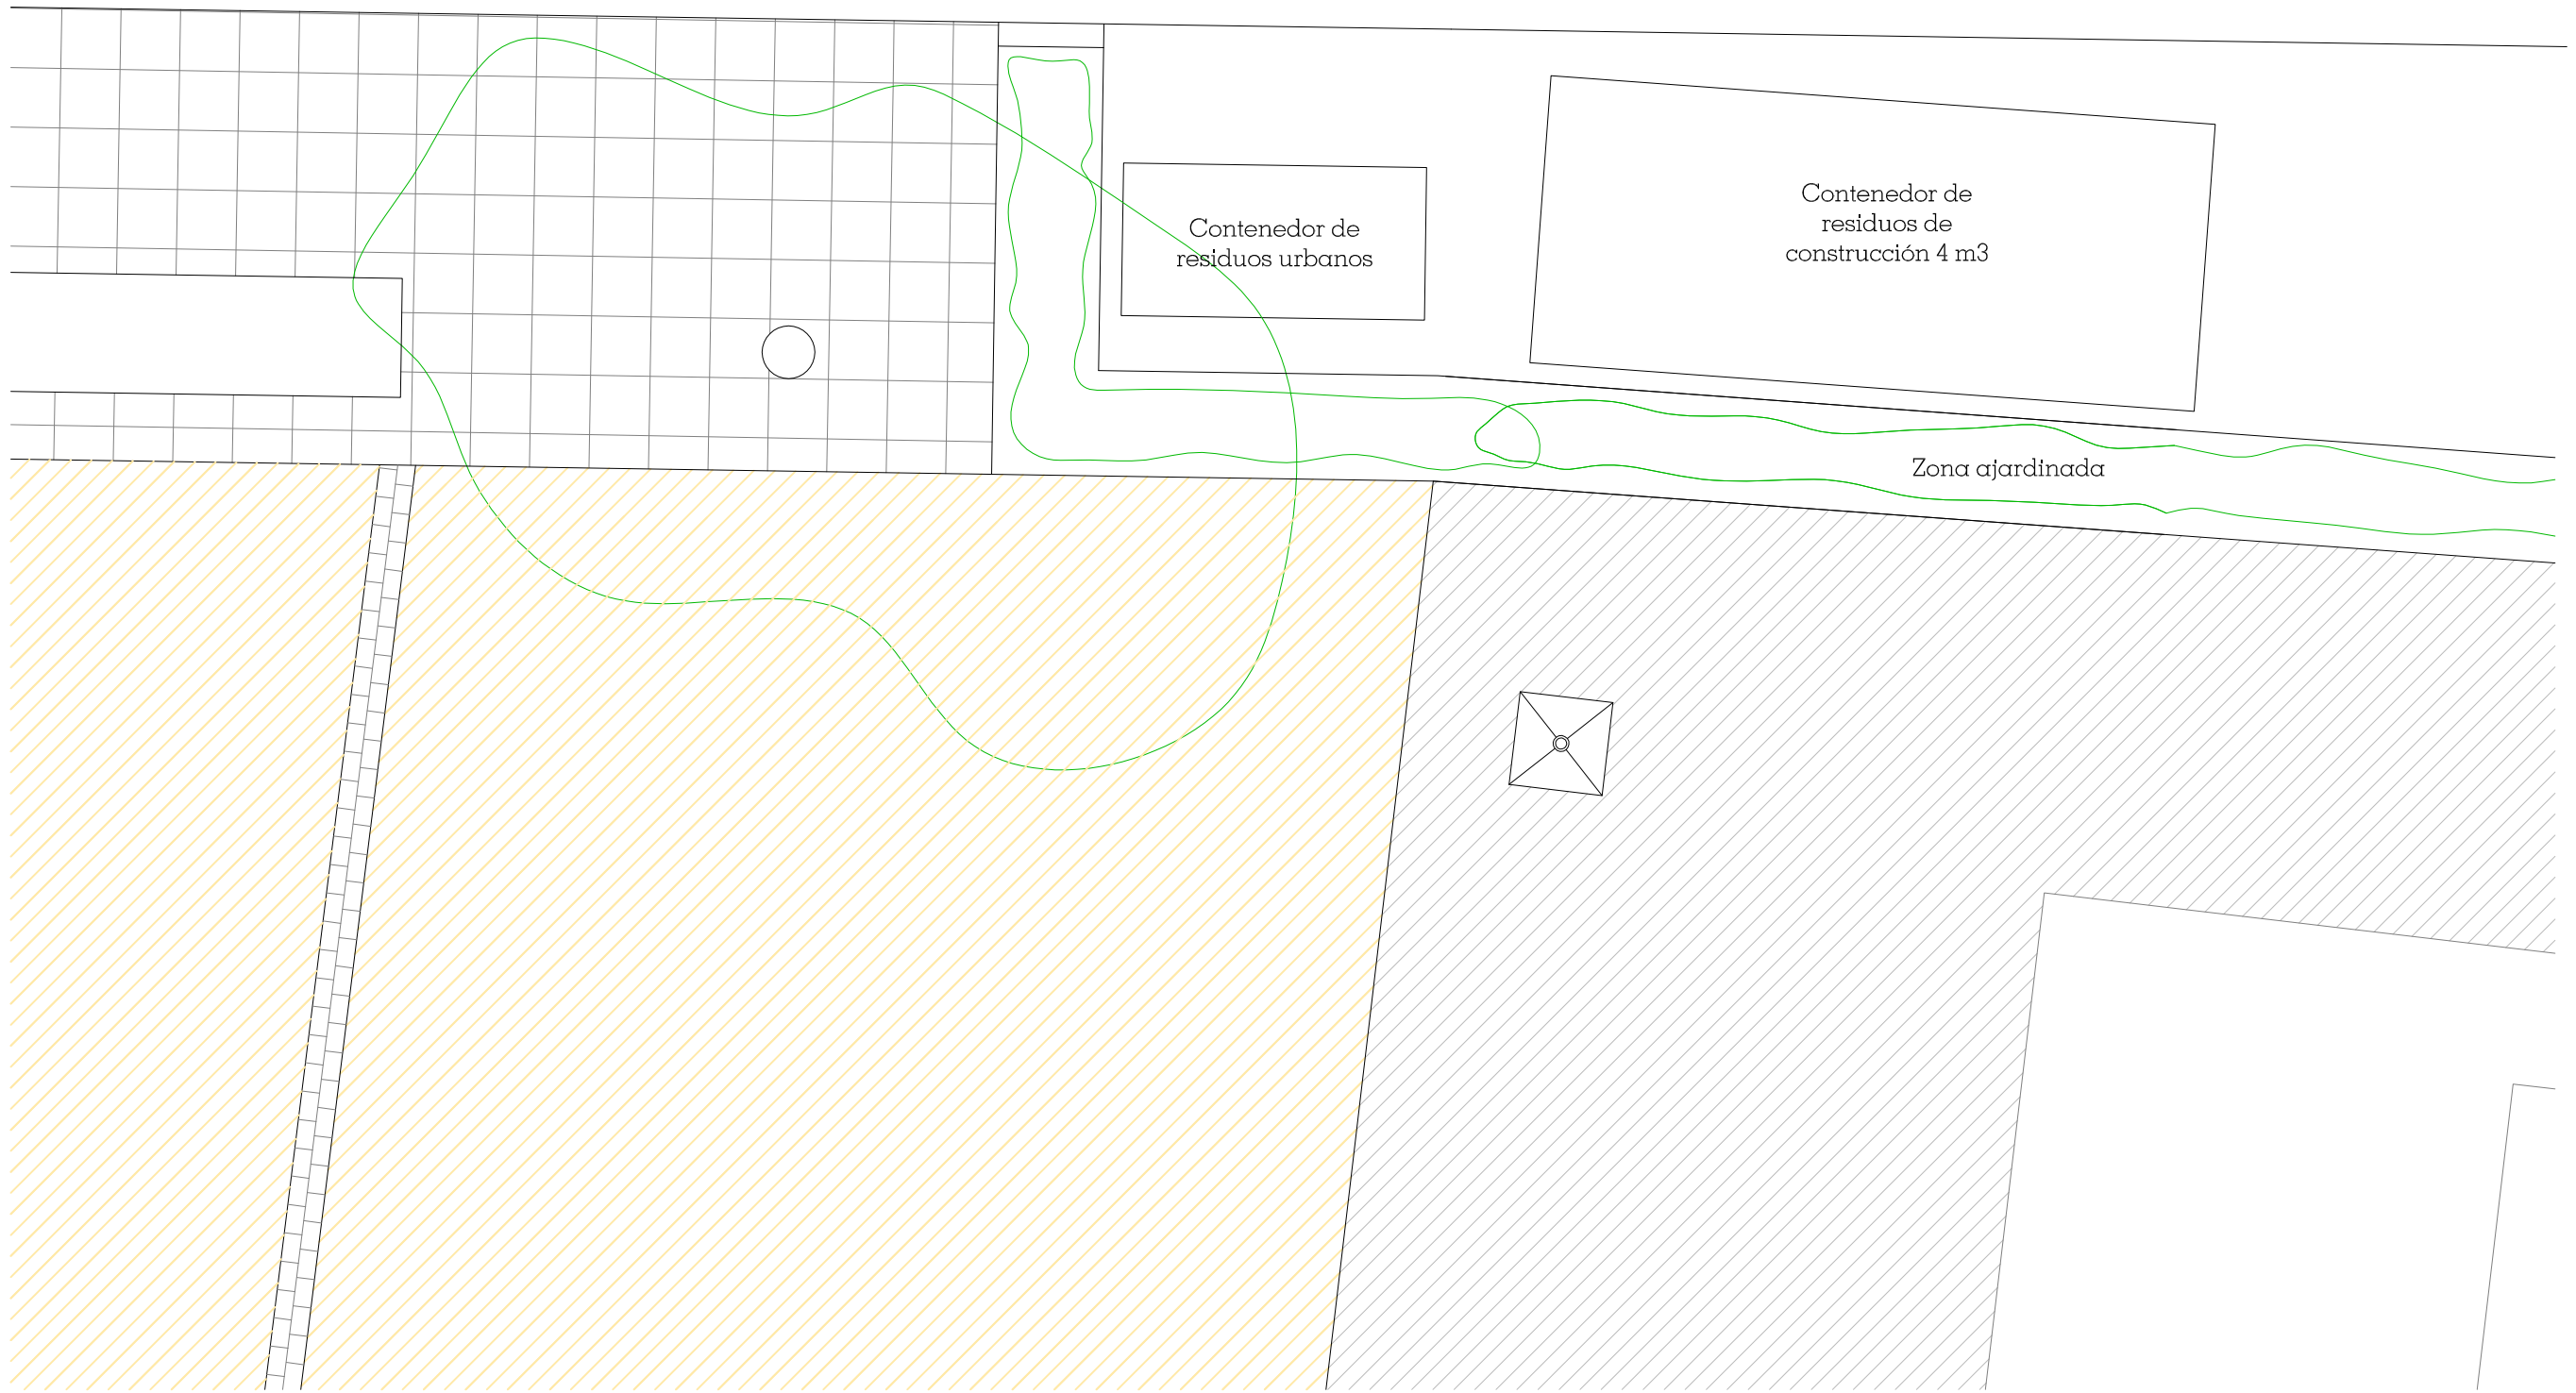 Contenedor de
residuos urbanos
Contenedor de
residuos de
construcción 4 m3
Zona ajardinada